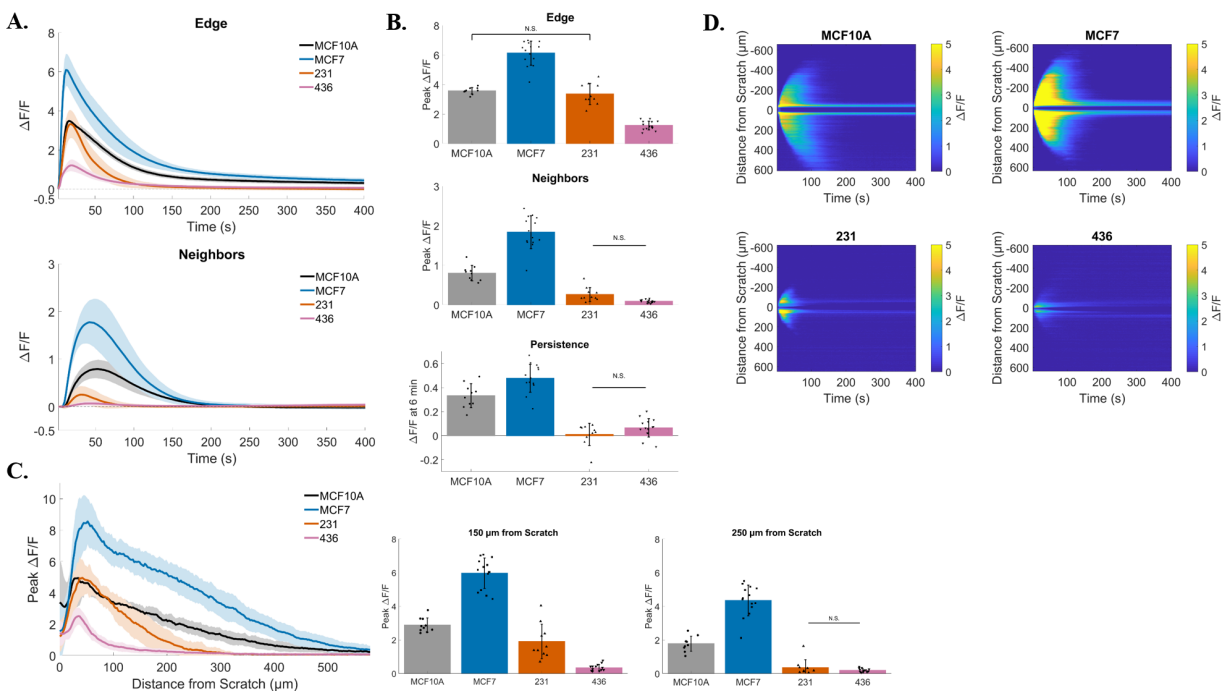 A.
Edge
8
6
4
2
0
-0.5
ΔF/F
MCF10A
MCF7
231
436
50 100 150 200 250 300 350 400
Time (s)
Neighbors
3
2
1
0
-0.5
ΔF/F
MCF10A
MCF7
231
436
50 100 150 200 250 300 350 400
Time (s)
B.
Edge
N.S.
8
6
4
2
0
Peak ΔF/F
MCF10A MCF7 231 436
Neighbors
3
2
1
0
Peak ΔF/F
N.S.
MCF10A MCF7 231 436
Persistence
0.6
0.4
0.2
0
-0.2
ΔF/F at 6 min
N.S.
MCF10A MCF7 231 436
C.
10
8
6
4
2
0
Peak ΔF/F
MCF10A
MCF7
231
436
0 100 200 300 400 500
Distance from Scratch (µm)
150 µm from Scratch
8
6
4
2
0
Peak ΔF/F
MCF10A MCF7 231 436
250 µm from Scratch
8
6
4
2
0
Peak ΔF/F
N.S.
MCF10A MCF7 231 436
D.
MCF10A
-600
-400
-200
0
200
400
600
Distance from Scratch (µm)
100 200 300 400
Time (s)
5
4
3
2
1
0
ΔF/F
MCF7
-600
-400
-200
0
200
400
600
Distance from Scratch (µm)
100 200 300 400
Time (s)
5
4
3
2
1
0
ΔF/F
231
-600
-400
-200
0
200
400
600
Distance from Scratch (µm)
100 200 300 400
Time (s)
5
4
3
2
1
0
ΔF/F
436
-600
-400
-200
0
200
400
600
Distance from Scratch (µm)
100 200 300 400
Time (s)
5
4
3
2
1
0
ΔF/F